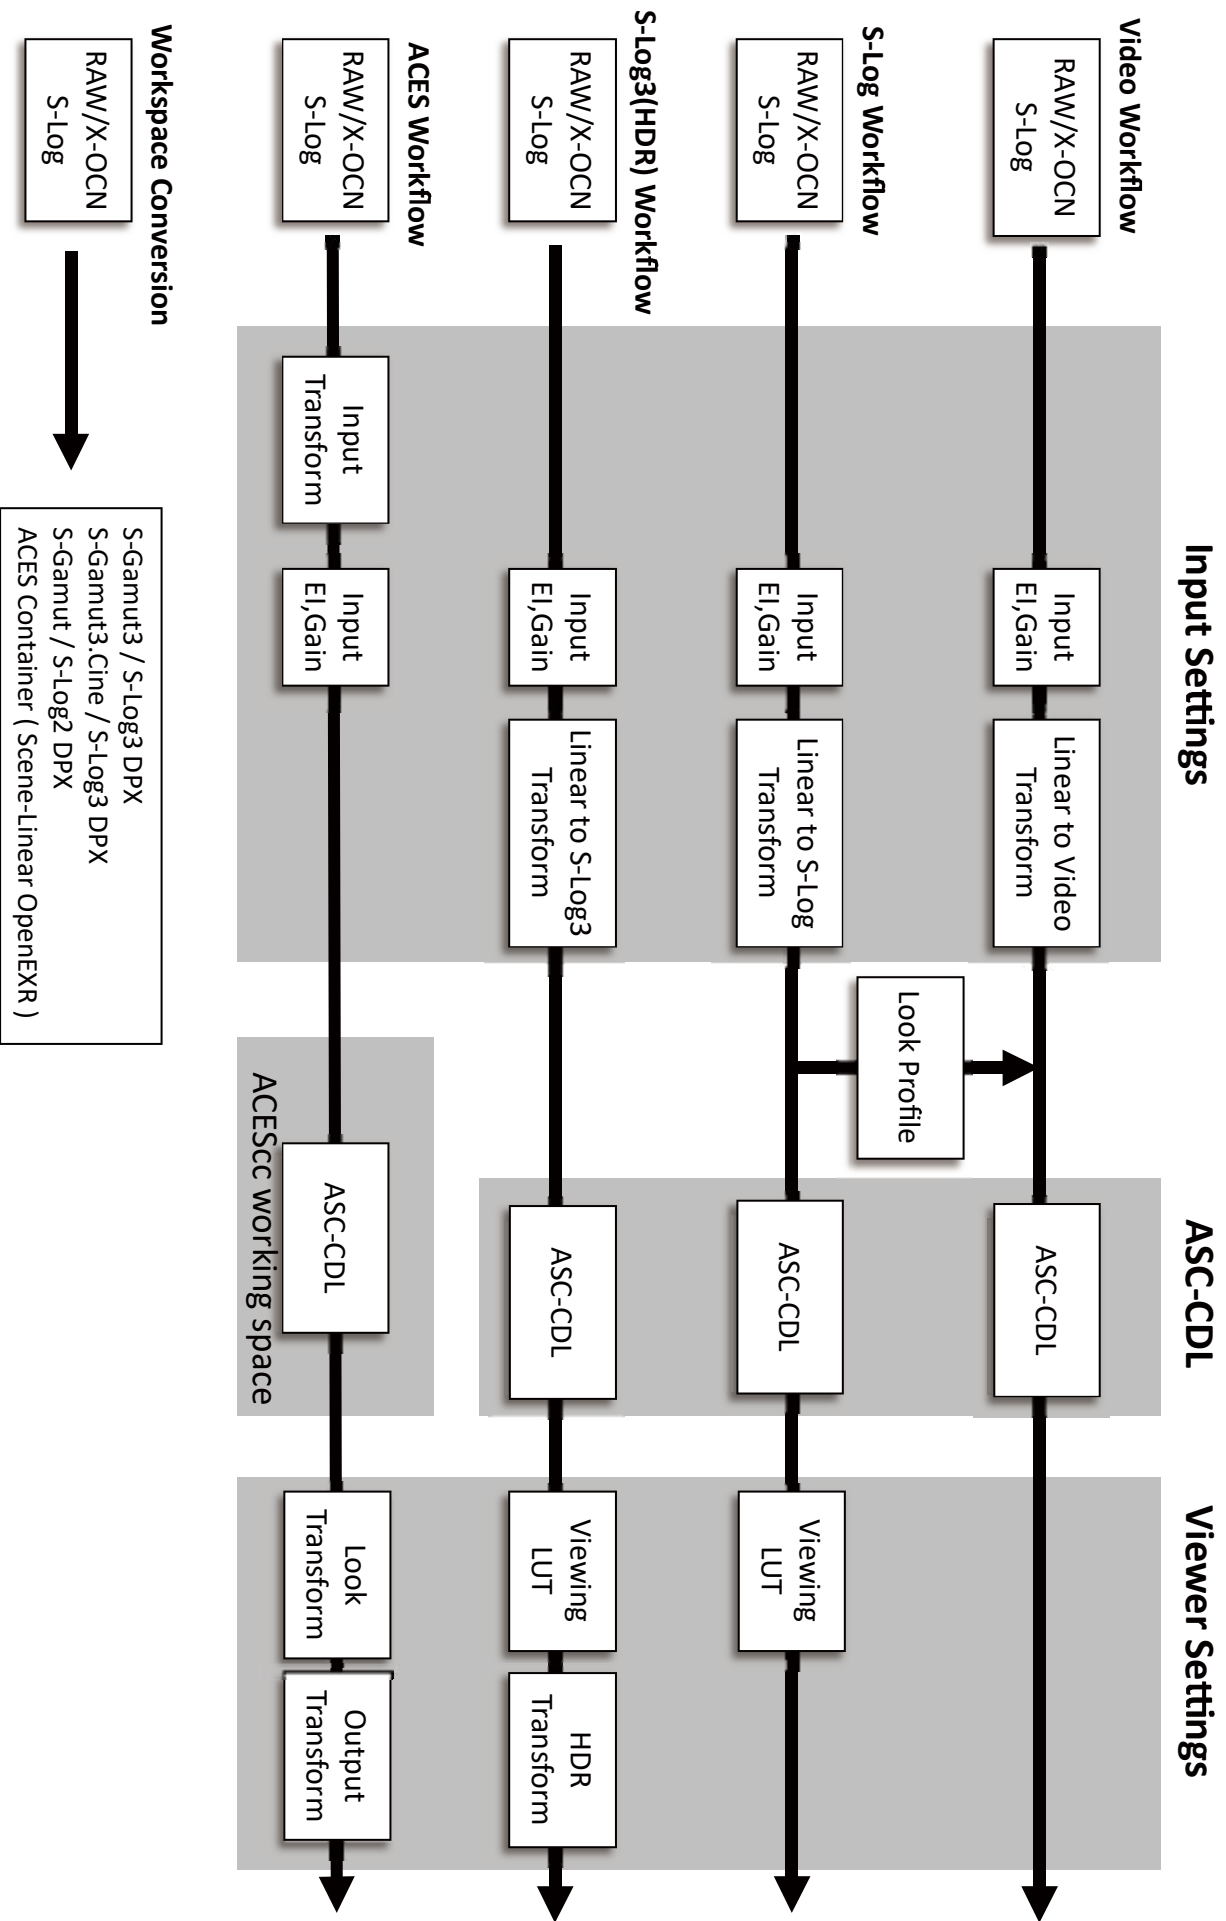 Input Settings
ASC-CDL
Viewer Settings
Video Workflow
RAW/X-OCN
S-Log
Input
EI,Gain
Linear to Video
Transform
ASC-CDL
Look Profile
S-Log Workflow
RAW/X-OCN
S-Log
Input
EI,Gain
Linear to S-Log
Transform
ASC-CDL
Viewing
LUT
S-Log3(HDR) Workflow
RAW/X-OCN
S-Log
Input
EI,Gain
Linear to S-Log3
Transform
ASC-CDL
Viewing
LUT
HDR
Transform
ACES Workflow
RAW/X-OCN
S-Log
Input
Transform
Input
EI,Gain
ASC-CDL
ACEScc working space
Look
Transform
Output
Transform
Workspace Conversion
RAW/X-OCN
S-Log
S-Gamut3 / S-Log3 DPX
S-Gamut3.Cine / S-Log3 DPX
S-Gamut / S-Log2 DPX
ACES Container ( Scene-Linear OpenEXR )